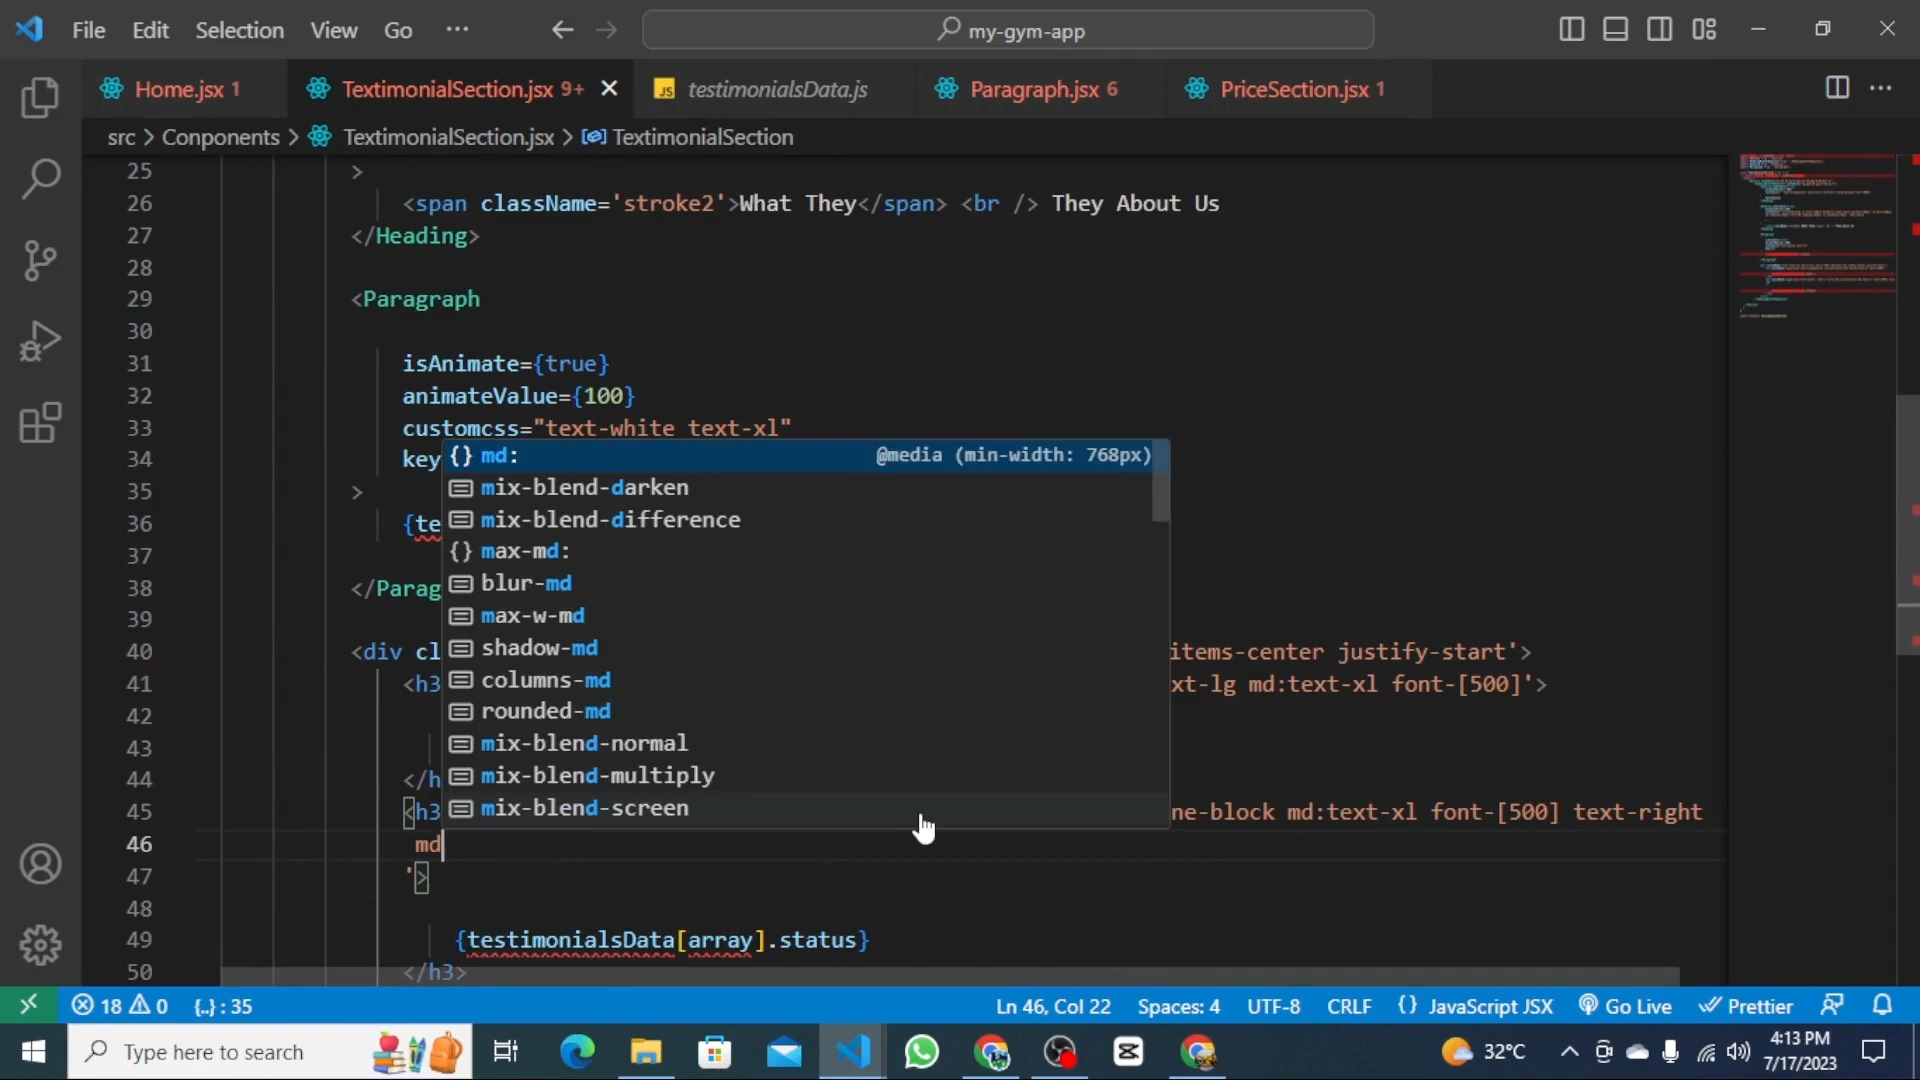 File Edit Selection View Go ··· my-gym-app
Home.jsx 1 TextimonialSection.jsx 9+ testimonialsData.js Paragraph.jsx 6 PriceSection.jsx 1
src > Conponents > TextimonialSection.jsx > TextimonialSection
25 >
26 <span className='stroke2'>What They</span> <br /> They About Us
27 </Heading>
28
29 <Paragraph
30
31 isAnimate={true}
32 animateValue={100}
33 customcss="text-white text-xl"
34 key
35 >
36 {te
37
38 </Parag
39
40 <div cl items-center justify-start'>
41 <h3 xt-lg md:text-xl font-[500]'>
42
43
44 </h
45 <h3 ne-block md:text-xl font-[500] text-right
46 md
47 '>
48
49 {testimonialsData[array].status}
50 </h3>
md: @media (min-width: 768px)
mix-blend-darken
mix-blend-difference
max-md:
blur-md
max-w-md
shadow-md
columns-md
rounded-md
mix-blend-normal
mix-blend-multiply
mix-blend-screen
18 0 {..} : 35 Ln 46, Col 22 Spaces: 4 UTF-8 CRLF {} JavaScript JSX Go Live Prettier
Type here to search 32°C 4:13 PM
7/17/2023